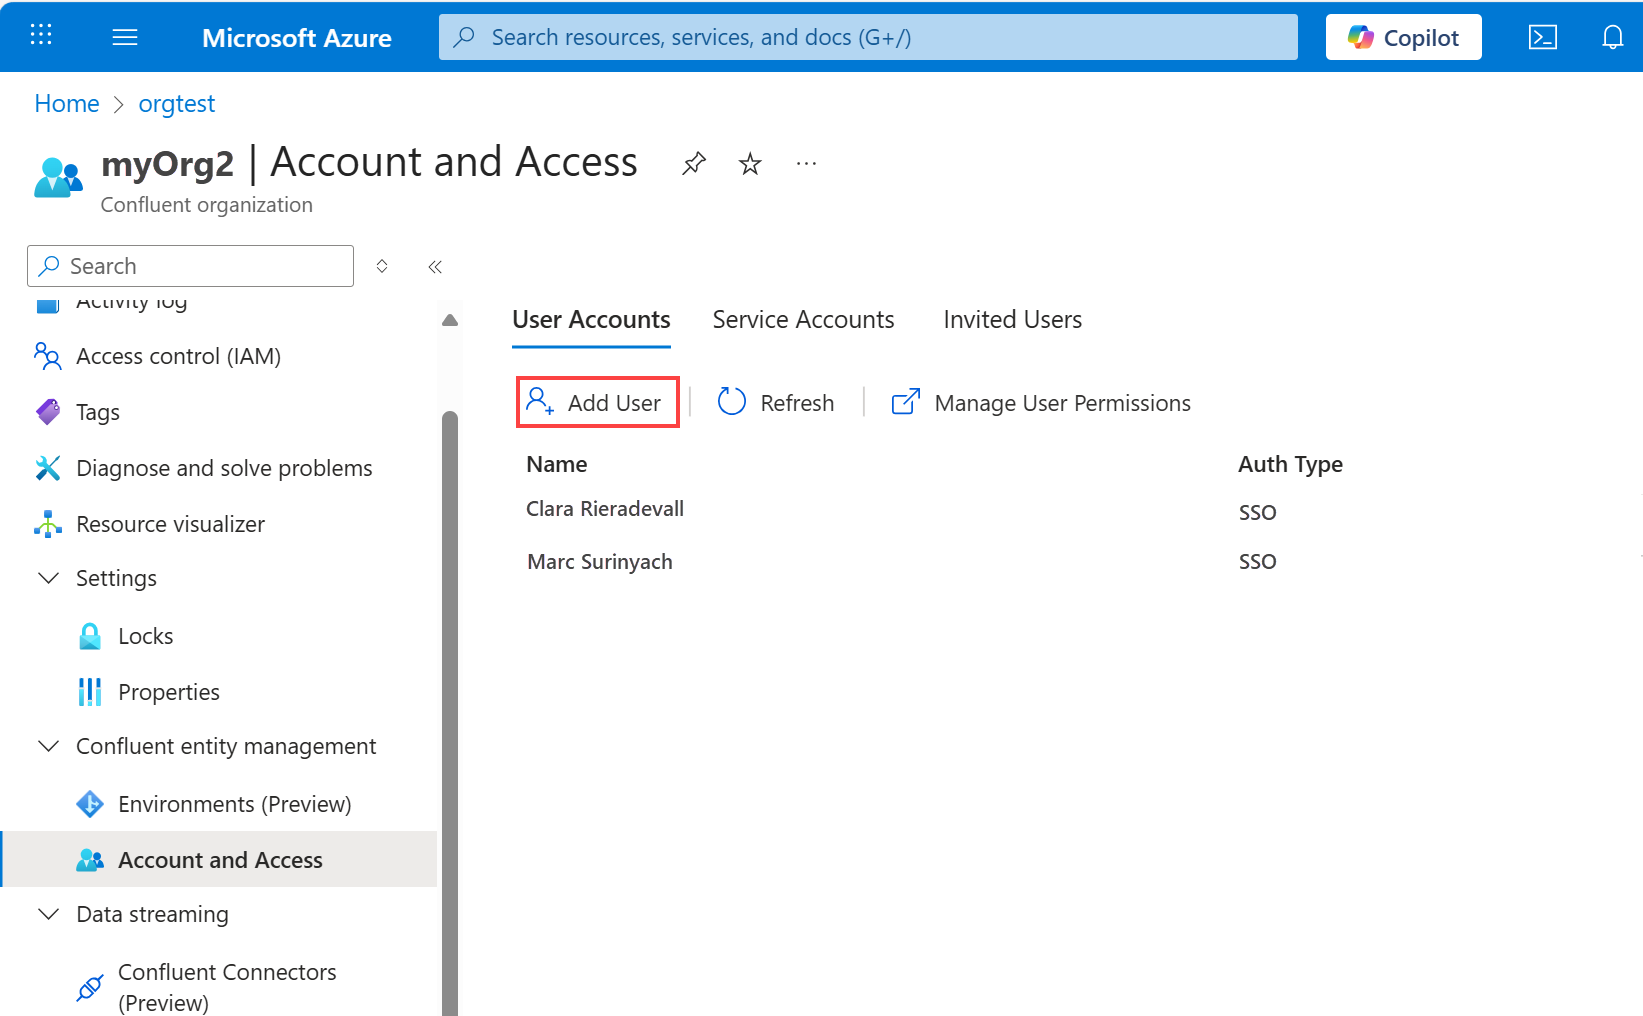 Microsoft Azure
Search resources, services, and docs (G+/)
Copilot
Home > orgtest
myOrg2 | Account and Access
Confluent organization
Search
Activity log
Access control (IAM)
Tags
Diagnose and solve problems
Resource visualizer
Settings
Locks
Properties
Confluent entity management
Environments (Preview)
Account and Access
Data streaming
Confluent Connectors
(Preview)
User Accounts
Service Accounts
Invited Users
Add User
Refresh
Manage User Permissions
Name
Auth Type
Clara Rieradevall
SSO
Marc Surinyach
SSO